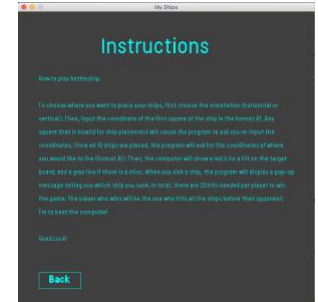 My Ships
Instructions
How to play battleship:
To choose where you want to place your ships, first choose the orientation (horizontal or
vertical). Then, input the coordinate of the first square of the ship in the format A1. Any
square that is invalid for ship placement will cause the program to ask you re-input the
coordinates. Once all 10 ships are placed, the program will ask for the coordinates of where
you would like to fire (format A1). Then, the computer will show a red X for a hit on the target
board, and a grey line if there is a miss. When you sink a ship, the program will display a pop-up
message telling you which ship you sunk. In total, there are 20 hits needed per player to win
the game. The player who wins will be the one who hits all the ships before their opponent.
Try to beat the computer!
Good luck!
Back